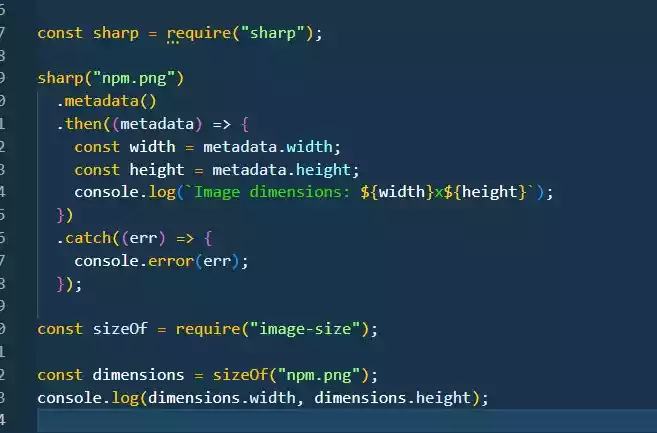 6
7 const sharp = require("sharp");
8
9 sharp("npm.png")
0 .metadata()
1 .then((metadata) => {
2 const width = metadata.width;
3 const height = metadata.height;
4 console.log(`Image dimensions: ${width}x${height}`);
5 })
6 .catch((err) => {
7 console.error(err);
8 });
9
0 const sizeOf = require("image-size");
1
2 const dimensions = sizeOf("npm.png");
3 console.log(dimensions.width, dimensions.height);
4